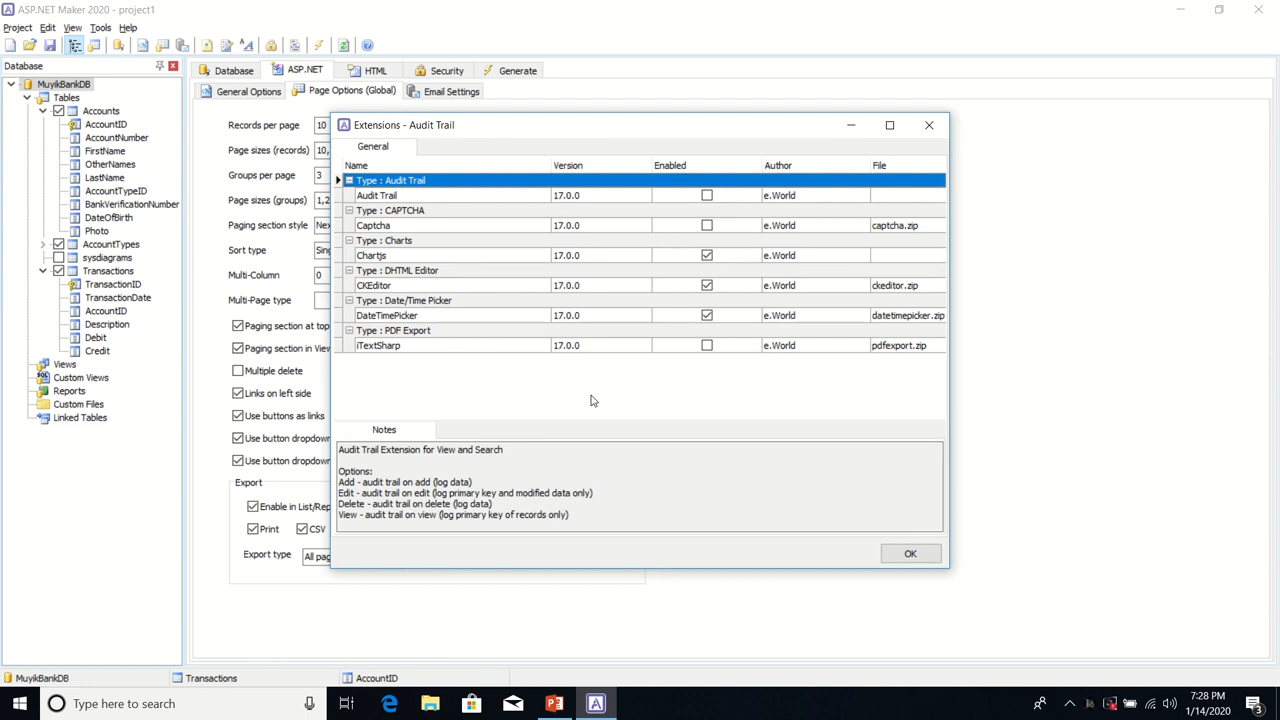 ASP.NET Maker 2020 - project1
Project Edit View Tools Help
Database
MuyikBankDB
Tables
Accounts
AccountID
AccountNumber
FirstName
OtherNames
LastName
AccountTypeID
BankVerificationNumber
DateOfBirth
Photo
AccountTypes
sysdiagrams
Transactions
TransactionID
TransactionDate
AccountID
Description
Debit
Credit
Views
Custom Views
Reports
Custom Files
Linked Tables
Database ASP.NET HTML Security Generate
General Options Page Options (Global) Email Settings
Records per page 10
Page sizes (records) 10,
Groups per page 3
Page sizes (groups) 1,2
Paging section style Nex
Sort type Sing
Multi-Column 0
Multi-Page type
Paging section at top
Paging section in View
Multiple delete
Links on left side
Use buttons as links
Use button dropdown
Use button dropdown
Export
Enable in List/Rep
Print CSV
Export type All pag
Extensions - Audit Trail
General
Name Version Enabled Author File
Type : Audit Trail
Audit Trail 17.0.0 e.World
Type : CAPTCHA
Captcha 17.0.0 e.World captcha.zip
Type : Charts
Chartjs 17.0.0 e.World
Type : DHTML Editor
CKEditor 17.0.0 e.World ckeditor.zip
Type : Date/Time Picker
DateTimePicker 17.0.0 e.World datetimepicker.zip
Type : PDF Export
iTextSharp 17.0.0 e.World pdfexport.zip
Notes
Audit Trail Extension for View and Search
Options:
Add - audit trail on add (log data)
Edit - audit trail on edit (log primary key and modified data only)
Delete - audit trail on delete (log data)
View - audit trail on view (log primary key of records only)
OK
MuyikBankDB Transactions AccountID
Type here to search
7:28 PM
1/14/2020
3